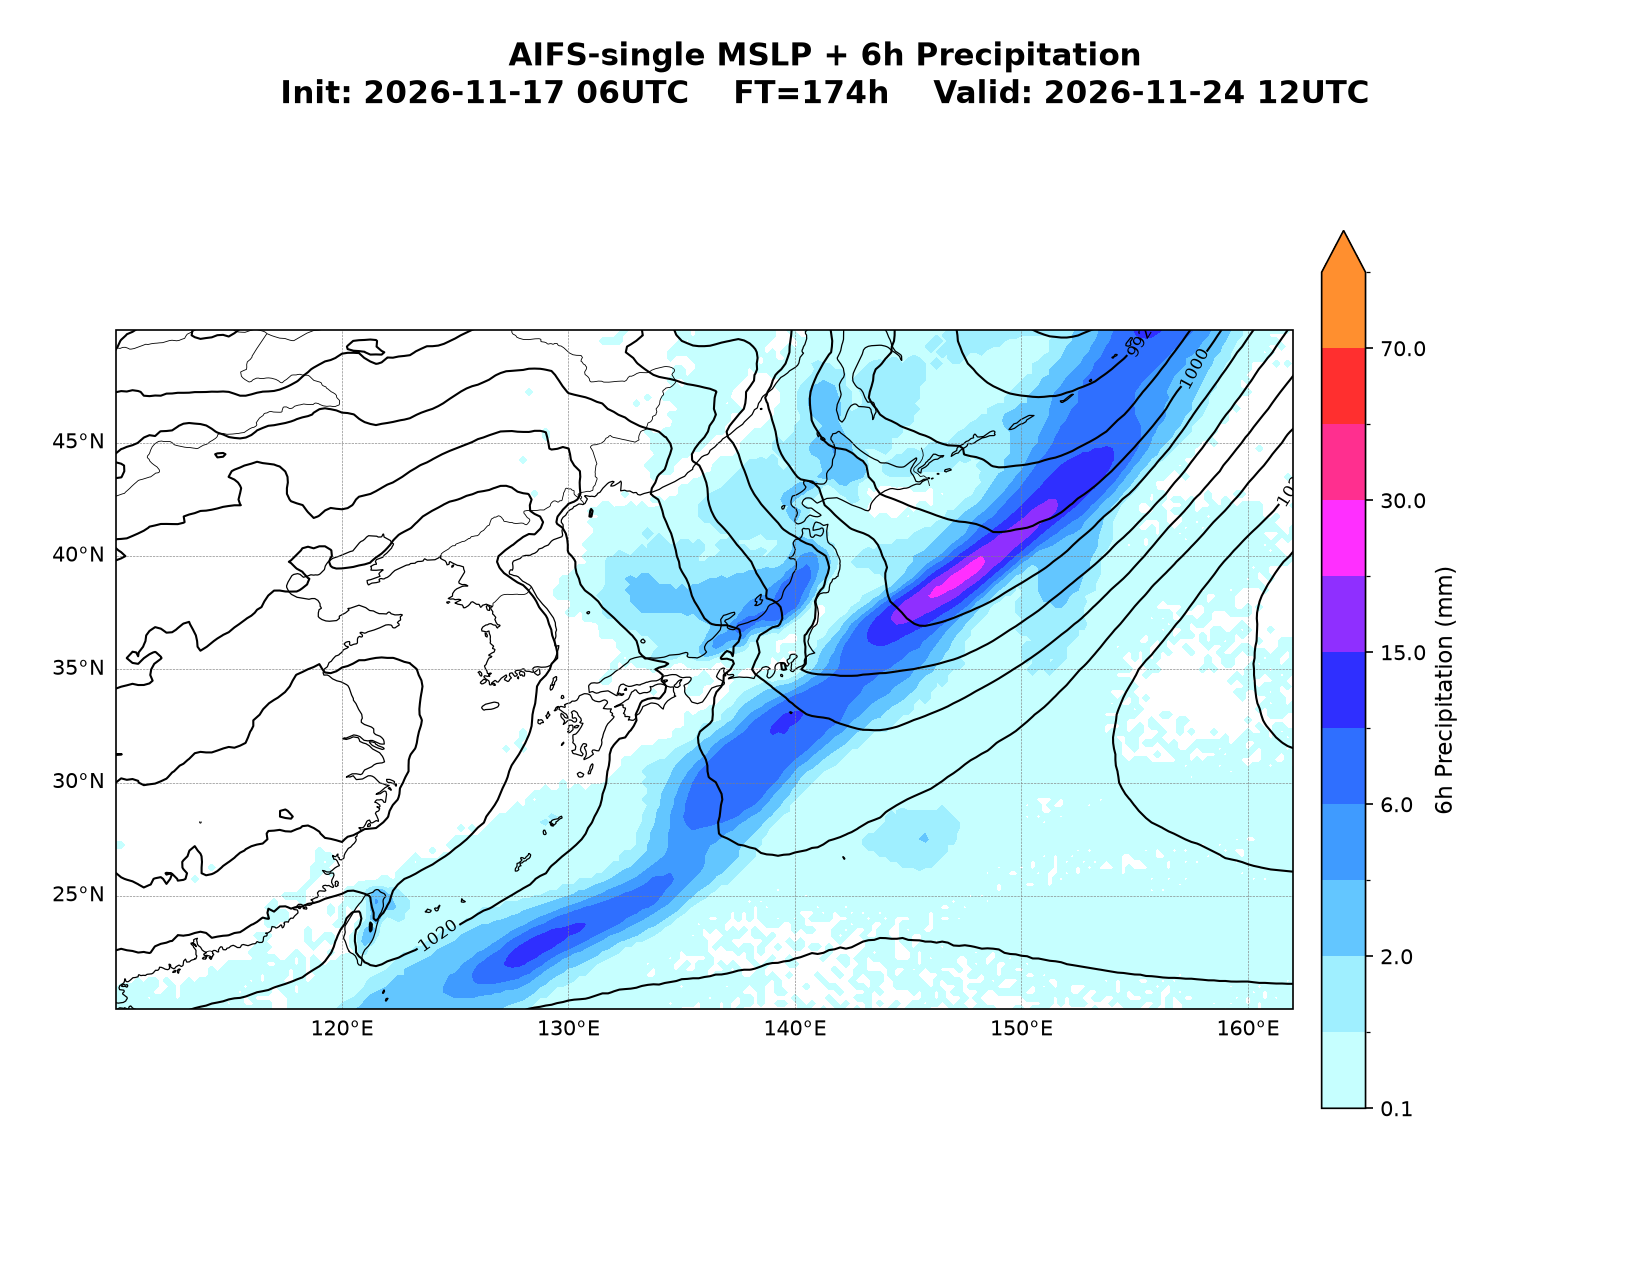 AIFS-single MSLP + 6h Precipitation
Init: 2026-11-17 06UTC    FT=174h    Valid: 2026-11-24 12UTC
992
1000
1020
45°N
40°N
35°N
30°N
25°N
120°E
130°E
140°E
150°E
160°E
70.0
30.0
15.0
6.0
2.0
0.1
6h Precipitation (mm)